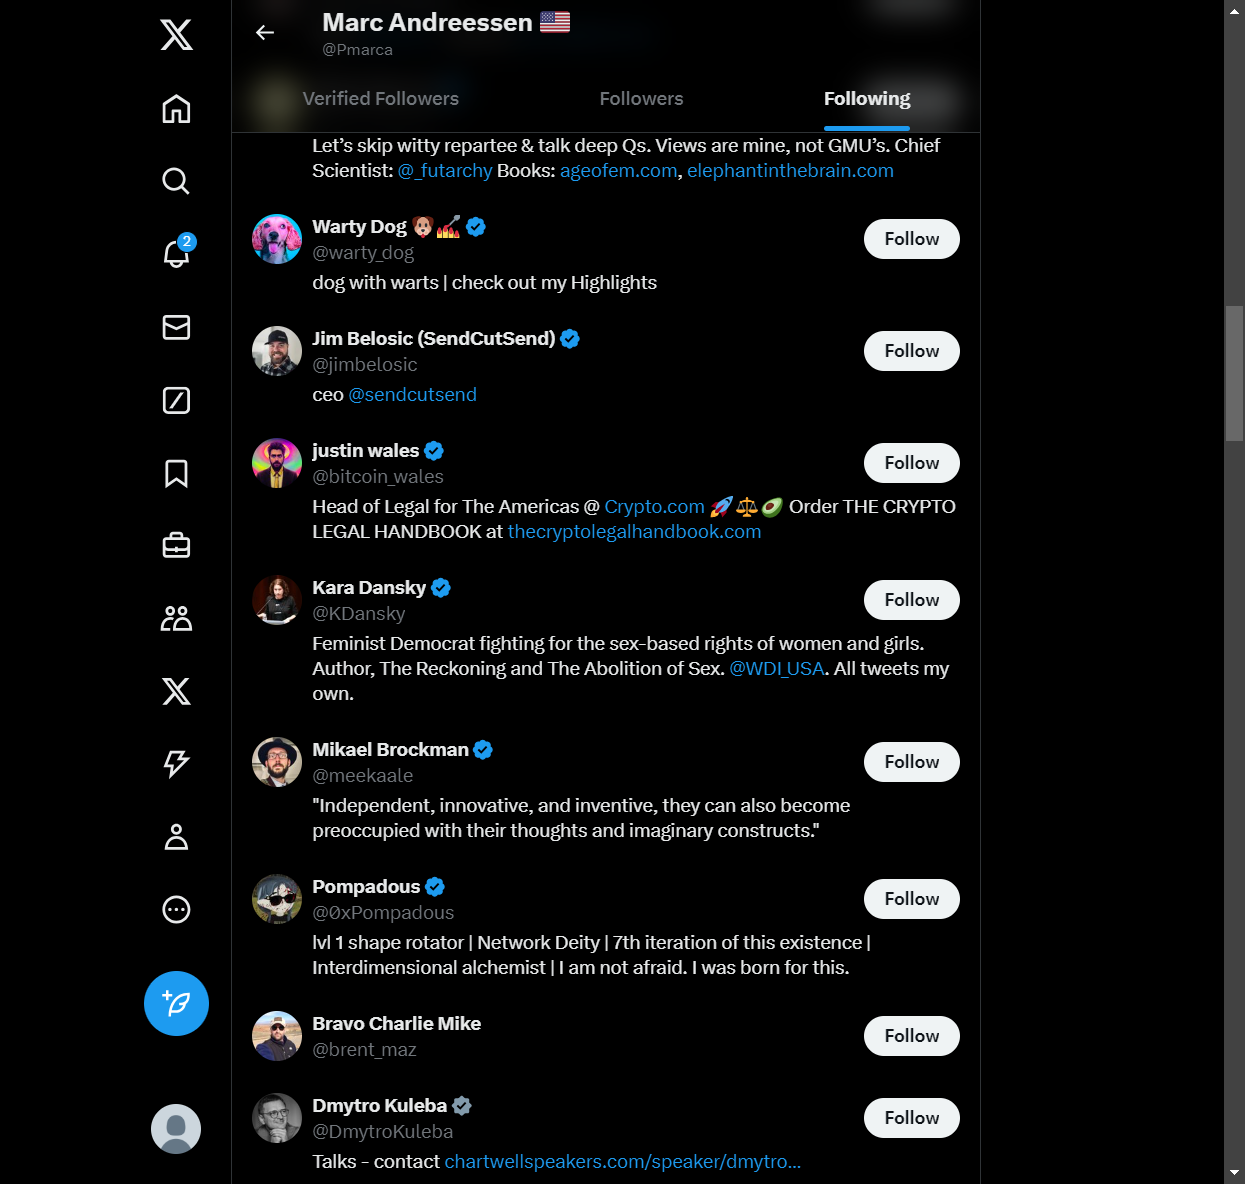 Marc Andreessen 🇺🇸
@Pmarca
Verified Followers
Followers
Following
Let’s skip witty repartee & talk deep Qs. Views are mine, not GMU’s. Chief
Scientist: @_futarchy Books: ageofem.com, elephantinthebrain.com
2
Warty Dog
@warty_dog
Follow
dog with warts | check out my Highlights
Jim Belosic (SendCutSend)
@jimbelosic
Follow
ceo @sendcutsend
justin wales
@bitcoin_wales
Follow
Head of Legal for The Americas @ Crypto.com 🚀⚖️🥑 Order THE CRYPTO
LEGAL HANDBOOK at thecryptolegalhandbook.com
Kara Dansky
@KDansky
Follow
Feminist Democrat fighting for the sex-based rights of women and girls.
Author, The Reckoning and The Abolition of Sex. @WDI_USA. All tweets my
own.
Mikael Brockman
@meekaale
Follow
"Independent, innovative, and inventive, they can also become
preoccupied with their thoughts and imaginary constructs."
Pompadous
@0xPompadous
Follow
lvl 1 shape rotator | Network Deity | 7th iteration of this existence |
Interdimensional alchemist | I am not afraid. I was born for this.
Bravo Charlie Mike
@brent_maz
Follow
Dmytro Kuleba
@DmytroKuleba
Follow
Talks - contact chartwellspeakers.com/speaker/dmytro…